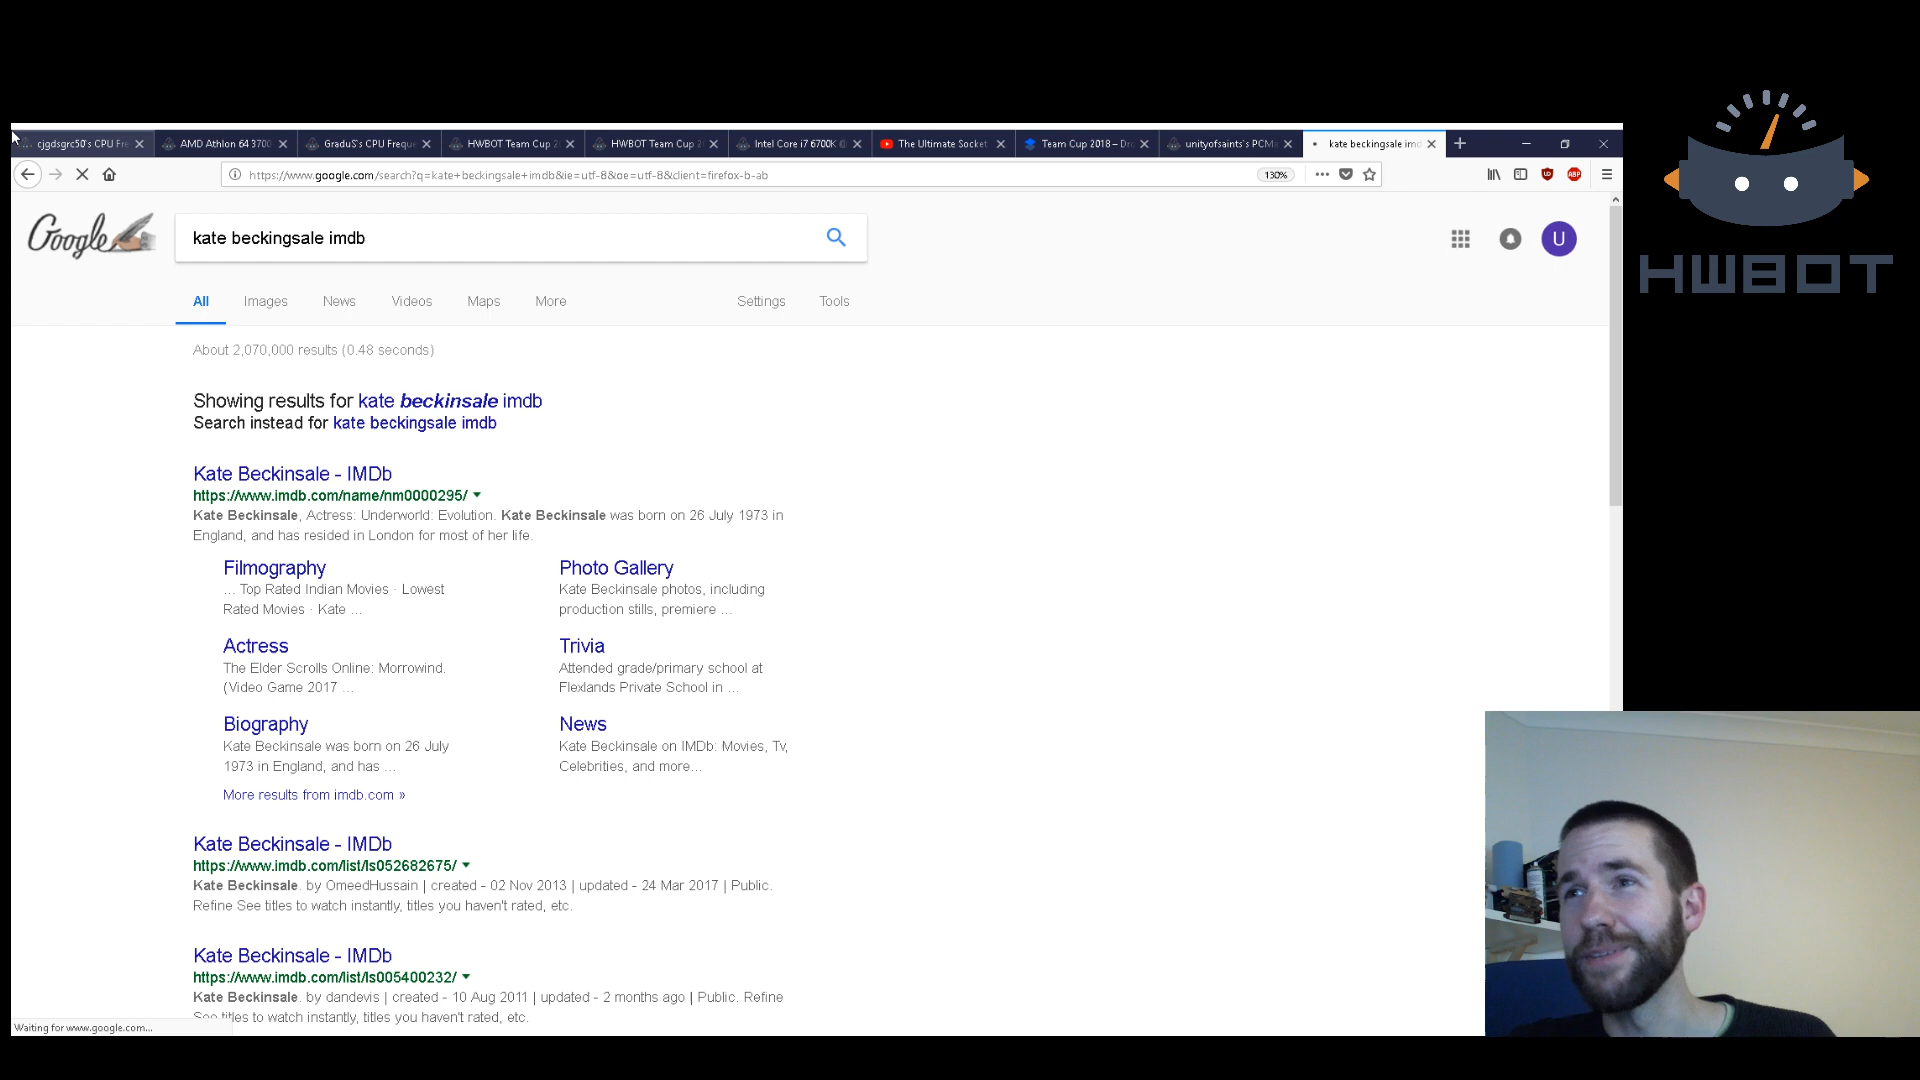 cjgdsgrc50's CPU Fre
AMD Athlon 64 3700
GraduS's CPU Freque
HWBOT Team Cup 2
HWBOT Team Cup 2
Intel Core i7 6700K @
The Ultimate Socket
Team Cup 2018 – Dro
unityofsaints's PCMa
kate beckingsale imd
https://www.google.com/search?q=kate+beckingsale+imdb&ie=utf-8&oe=utf-8&client=firefox-b-ab
130%
ABP
HWBOT
Google
kate beckingsale imdb
U
All Images News Videos Maps More Settings Tools
About 2,070,000 results (0.48 seconds)
Showing results for kate beckinsale imdb
Search instead for kate beckingsale imdb
Kate Beckinsale - IMDb
https://www.imdb.com/name/nm0000295/
Kate Beckinsale, Actress: Underworld: Evolution. Kate Beckinsale was born on 26 July 1973 in
England, and has resided in London for most of her life.
Filmography
... Top Rated Indian Movies · Lowest
Rated Movies · Kate ...
Photo Gallery
Kate Beckinsale photos, including
production stills, premiere ...
Actress
The Elder Scrolls Online: Morrowind.
(Video Game 2017 ...
Trivia
Attended grade/primary school at
Flexlands Private School in ...
Biography
Kate Beckinsale was born on 26 July
1973 in England, and has ...
News
Kate Beckinsale on IMDb: Movies, Tv,
Celebrities, and more...
More results from imdb.com »
Kate Beckinsale - IMDb
https://www.imdb.com/list/ls052682675/
Kate Beckinsale. by OmeedHussain | created - 02 Nov 2013 | updated - 24 Mar 2017 | Public.
Refine See titles to watch instantly, titles you haven't rated, etc.
Kate Beckinsale - IMDb
https://www.imdb.com/list/ls005400232/
Kate Beckinsale. by dandevis | created - 10 Aug 2011 | updated - 2 months ago | Public. Refine
See titles to watch instantly, titles you haven't rated, etc.
Waiting for www.google.com...